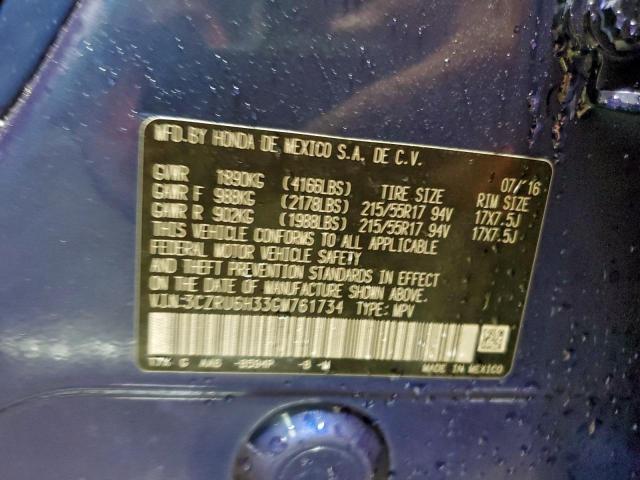 MFD. BY HONDA DE MEXICO S.A. DE C.V.
07/'16
GVWR 1890KG (4166LBS) TIRE SIZE RIM SIZE
GAWR F 988KG (2178LBS) 215/55R17 94V 17X7.5J
GAWR R 902KG (1988LBS) 215/55R17 94V 17X7.5J
THIS VEHICLE CONFORMS TO ALL APPLICABLE
FEDERAL MOTOR VEHICLE SAFETY
AND THEFT PREVENTION STANDARDS IN EFFECT
ON THE DATE OF MANUFACTURE SHOWN ABOVE.
VIN:3CZRU6H33GM761734 TYPE: MPV
T7X G AAB -B594P -B -M
MADE IN MEXICO